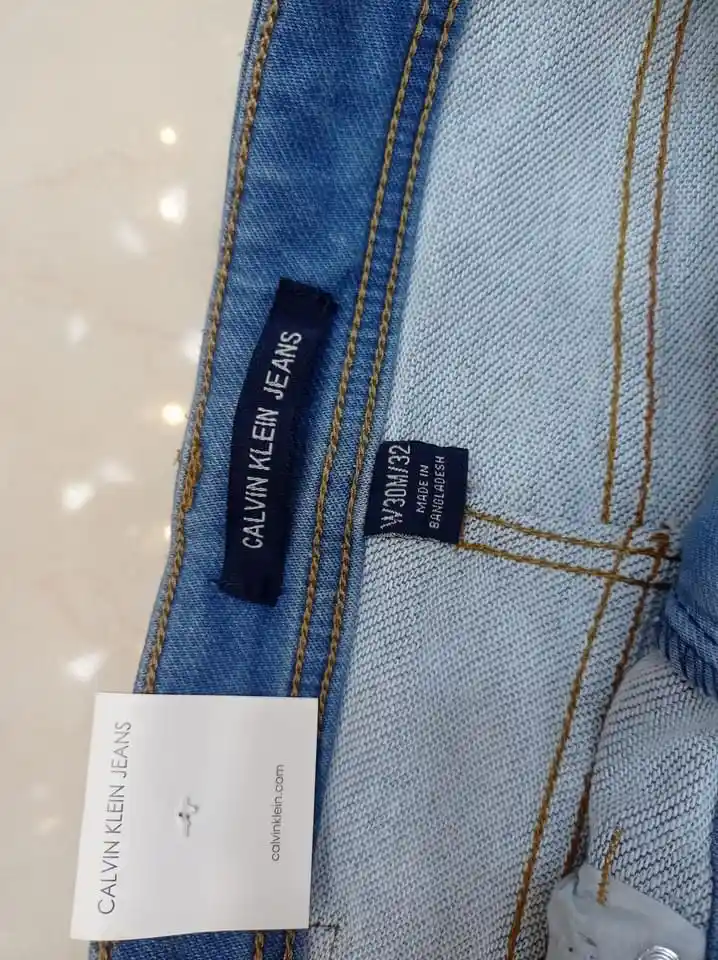 CALVIN KLEIN JEANS
W30M/32
MADE IN
BANGLADESH
CALVIN KLEIN JEANS
calvinklein.com